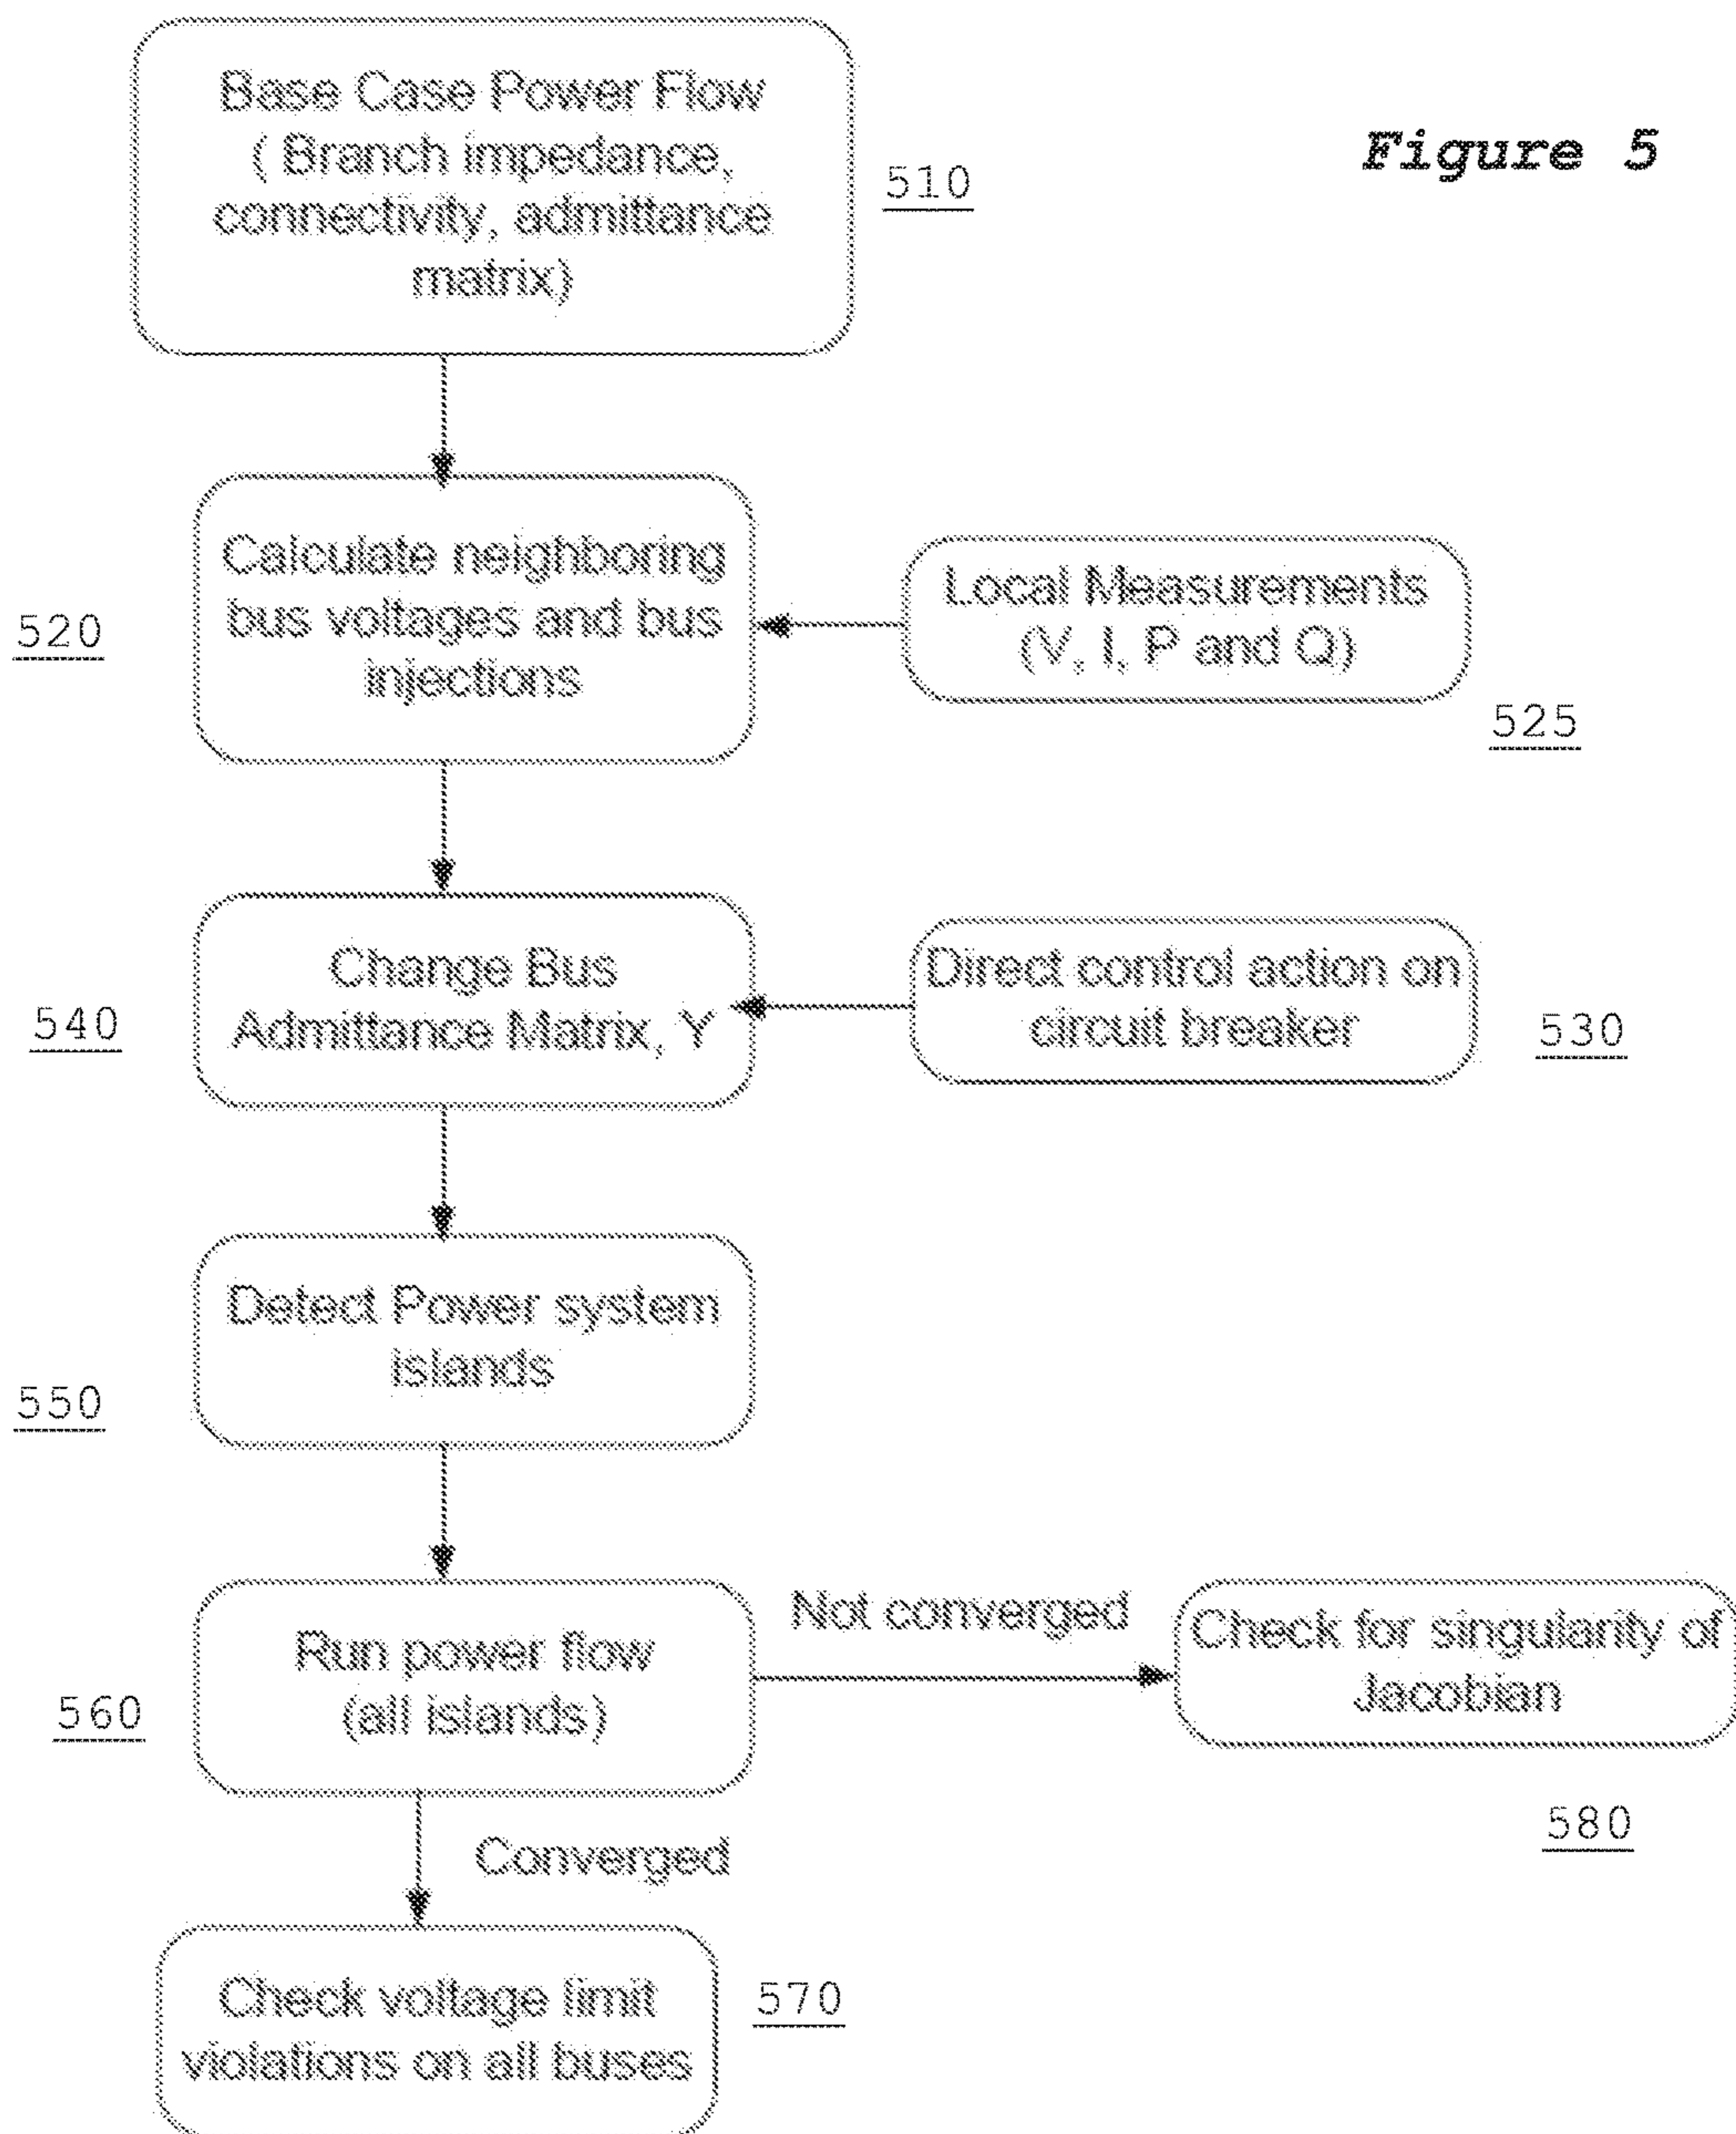 Figure 5
Base Case Power Flow
( Branch impedance,
connectivity, admittance
matrix)
510
Calculate neighboring
bus voltages and bus
injections
520
Local Measurements
(V, I, P and Q)
525
Change Bus
Admittance Matrix, Y
540
Direct control action on
circuit breaker
530
Detect Power system
islands
550
Run power flow
(all islands)
560
Not converged
Check for singularity of
Jacobian
580
Converged
Check voltage limit
violations on all buses
570